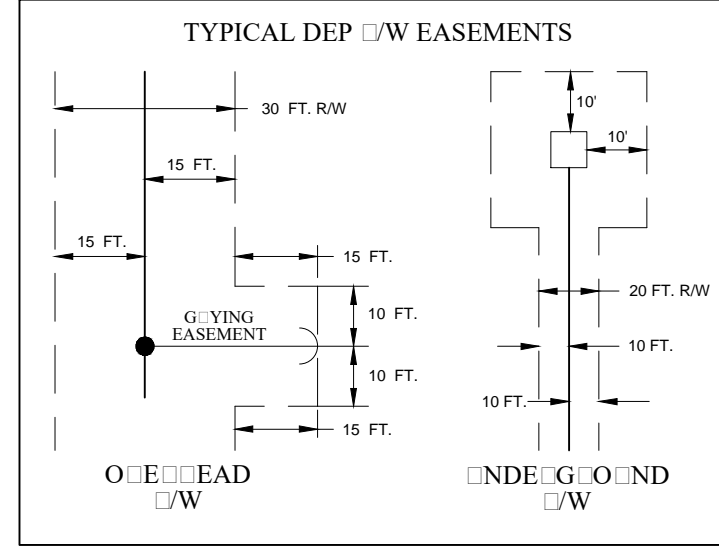 TYPICAL DEP □/W EASEMENTS
30 FT. R/W
15 FT.
15 FT.
15 FT.
G□YING
EASEMENT
10 FT.
10 FT.
15 FT.
O□E□□EAD
□/W
10'
10'
20 FT. R/W
10 FT.
10 FT.
□NDE□G□O□ND
□/W